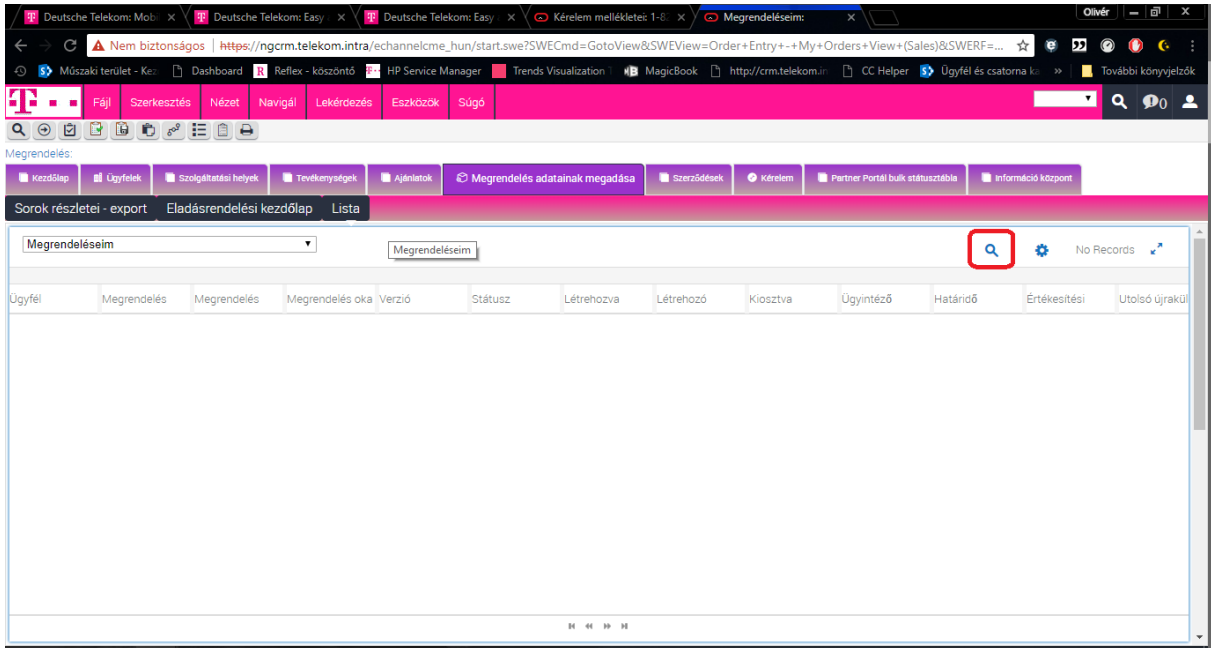 Deutsche Telekom: Mobil Deutsche Telekom: Easy Deutsche Telekom: Easy Kérelem mellékletei: 1-8 Megrendeléseim: Olivér
Nem biztonságos https://ngcrm.telekom.intra/echannelcme_hun/start.swe?SWECmd=GotoView&SWEView=Order+Entry+-+My+Orders+View+(Sales)&SWERF=...
Műszaki terület - Kez Dashboard Reflex - köszöntő HP Service Manager Trends Visualization MagicBook http://crm.telekom.in CC Helper Ügyfél és csatorna ka » További könyvjelzők
T Fájl Szerkesztés Nézet Navigál Lekérdezés Eszközök Súgó 0
Megrendelés:
Kezdőlap Ügyfelek Szolgáltatási helyek Tevékenységek Ajánlatok Megrendelés adatainak megadása Szerződések Kérelem Partner Portál bulk státusztábla Információ központ
Sorok részletei - export Eladásrendelési kezdőlap Lista
Megrendeléseim Megrendeléseim No Records
Ügyfél Megrendelés Megrendelés Megrendelés oka Verzió Státusz Létrehozva Létrehozó Kiosztva Ügyintéző Határidő Értékesítési Utolsó újrakül